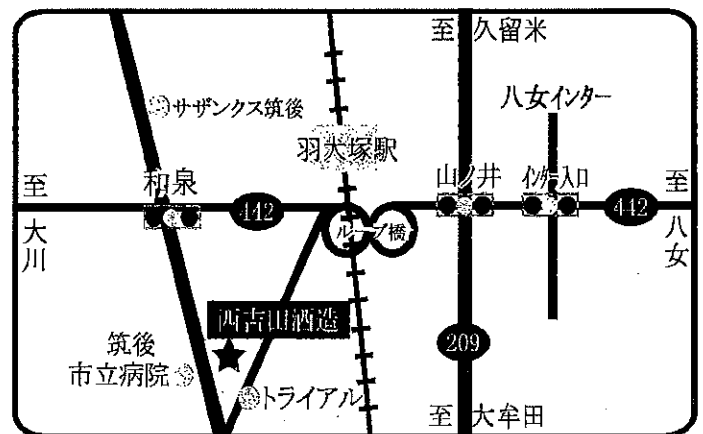 至 久留米
サザンクス筑後
八女インター
羽犬塚駅
至 大川
和泉
442
山ノ井
インター入口
442
至 八女
ループ橋
西吉田酒造
209
筑後
市立病院
トライアル
至 大牟田